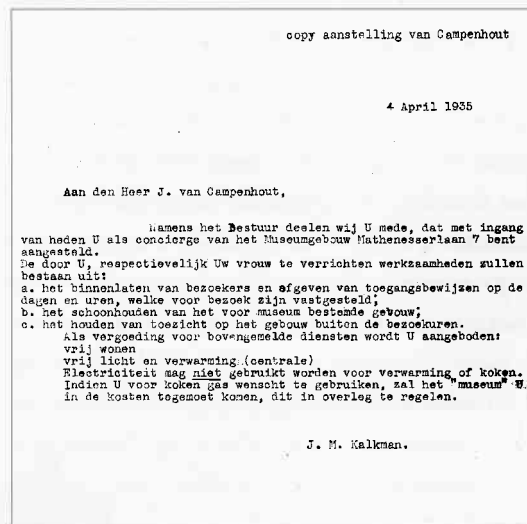 copy aanstelling van Campenhout
4 April 1935
Aan den Heer J. van Campenhout,
Namens het Bestuur deelen wij U mede, dat met ingang
van heden U als concierge van het Museumgebouw Mathenesserlaan 7 bent
aangesteld.
De door U, respectievelijk Uw vrouw te verrichten werkzaamheden zullen
bestaan uit:
a. het binnenlaten van bezoekers en afgeven van toegangsbewijzen op de
dagen en uren, welke voor bezoek zijn vastgesteld;
b. het schoonhouden van het voor museum bestemde gebouw;
c. het houden van toezicht op het gebouw buiten de bezoekuren.
Als vergoeding voor bovengemelde diensten wordt U aangeboden:
vrij wonen
vrij licht en verwarming (centrale)
Electriciteit mag niet gebruikt worden voor verwarming of koken.
Indien U voor koken gas wenscht te gebruiken, zal het "museum" U
in de kosten tegemoet komen, dit in overleg te regelen.
J. M. Kalkman.